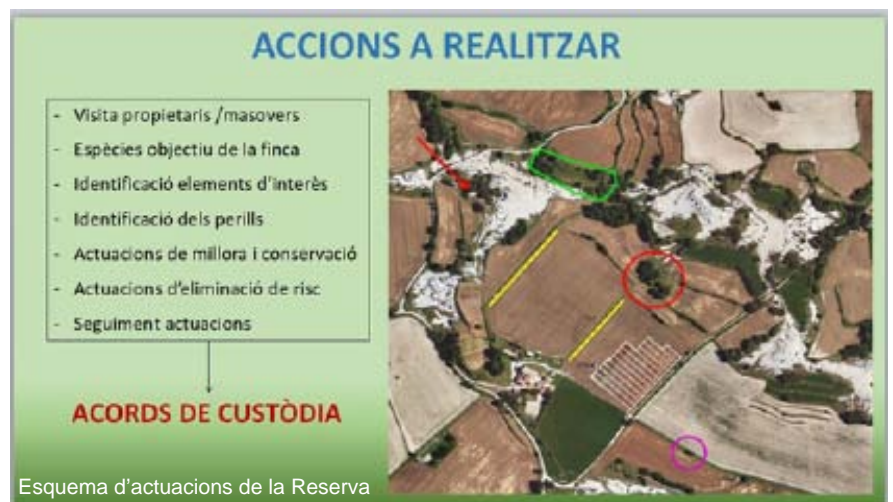 ACCIONS A REALITZAR
- Visita propietaris /masovers
- Espècies objectiu de la finca
- Identificació elements d'interès
- Identificació dels perills
- Actuacions de millora i conservació
- Actuacions d'eliminació de risc
- Seguiment actuacions
ACORDS DE CUSTÒDIA
Esquema d'actuacions de la Reserva